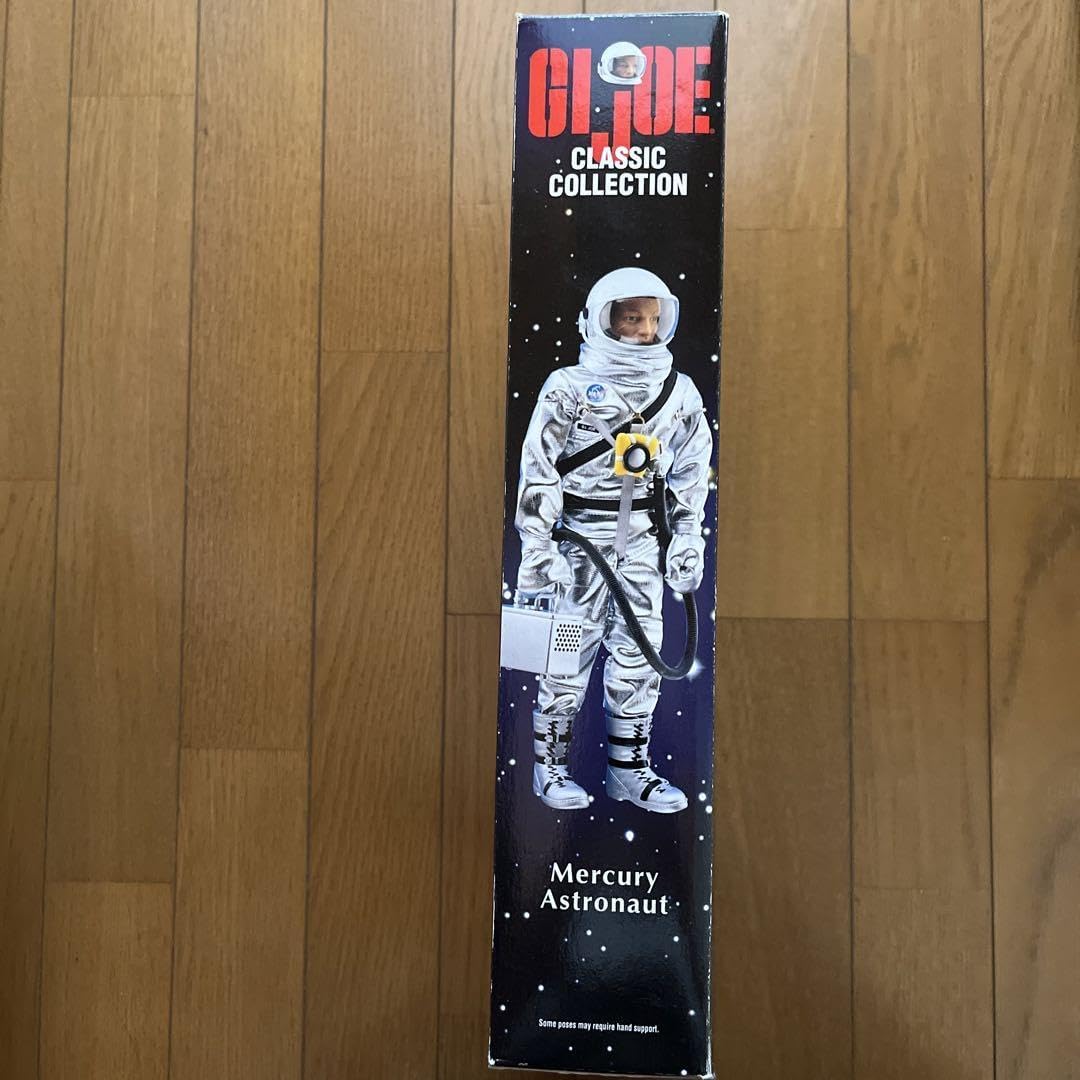 GI JOE
CLASSIC
COLLECTION
Mercury
Astronaut
Some poses may require hand support.